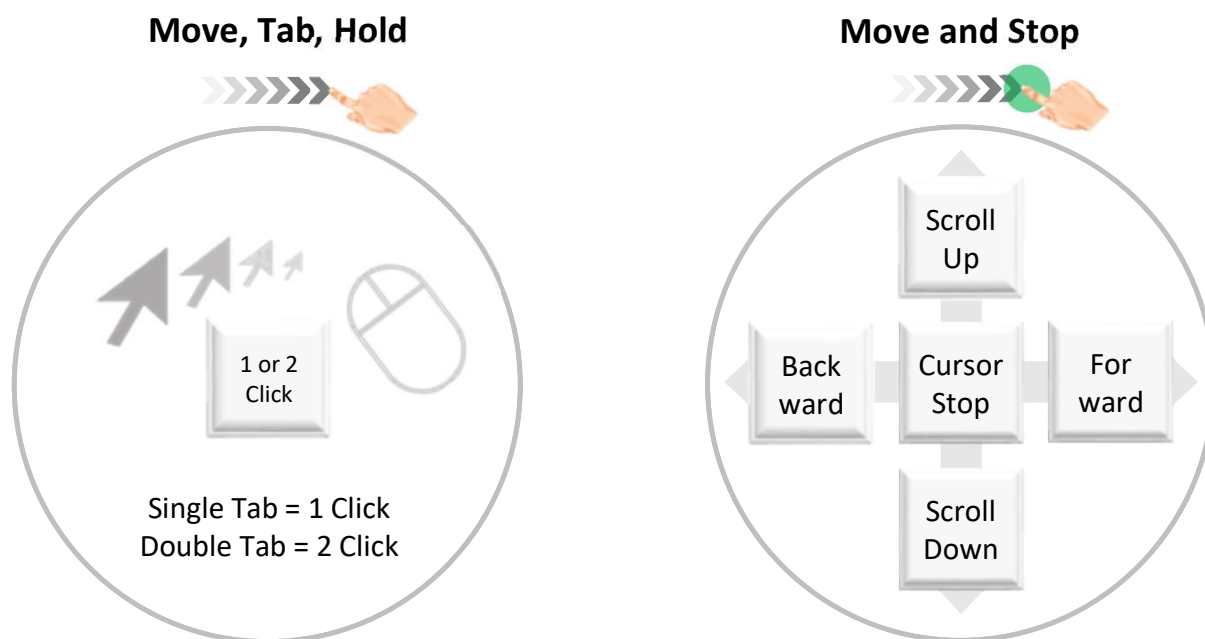 Move, Tab, Hold
1 or 2
Click
Single Tab = 1 Click
Double Tab = 2 Click
Move and Stop
Scroll
Up
Back
ward
Cursor
Stop
For
ward
Scroll
Down